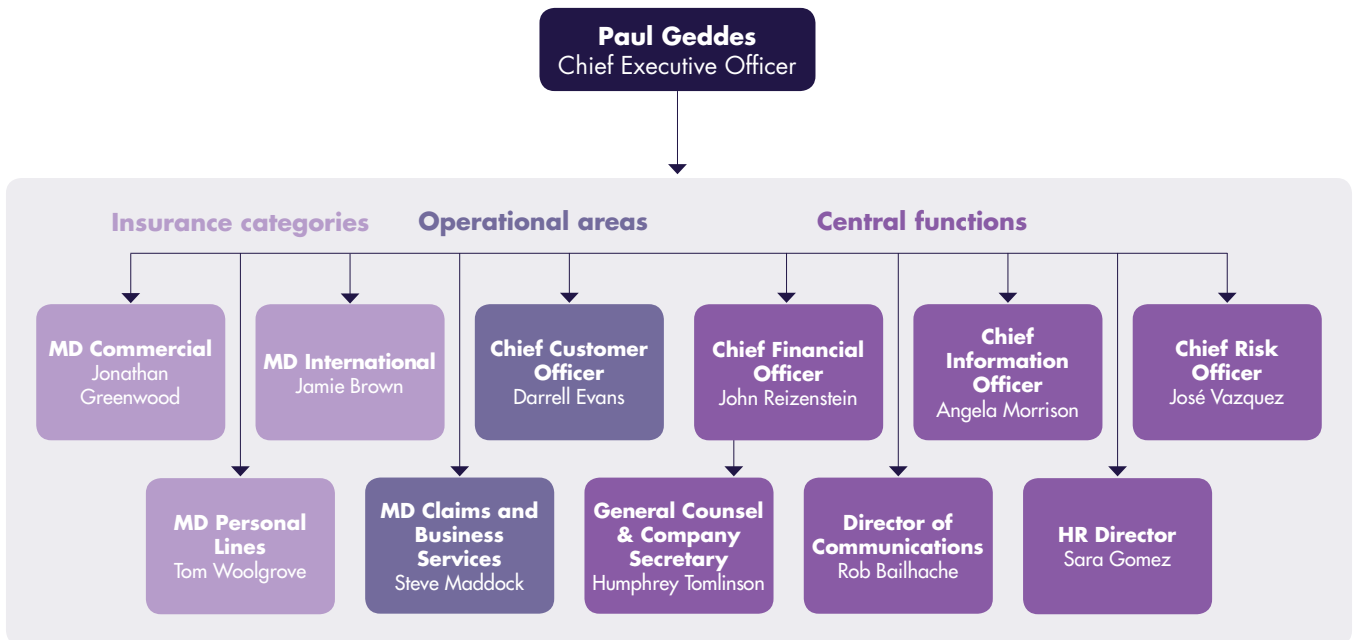 Paul Geddes
Chief Executive Officer
Insurance categories
Operational areas
Central functions
MD Commercial
Jonathan
Greenwood
MD International
Jamie Brown
Chief Customer
Officer
Darrell Evans
Chief Financial
Officer
John Reizenstein
Chief
Information
Officer
Angela Morrison
Chief Risk
Officer
José Vazquez
MD Personal
Lines
Tom Woolgrove
MD Claims and
Business
Services
Steve Maddock
General Counsel
& Company
Secretary
Humphrey Tomlinson
Director of
Communications
Rob Bailhache
HR Director
Sara Gomez